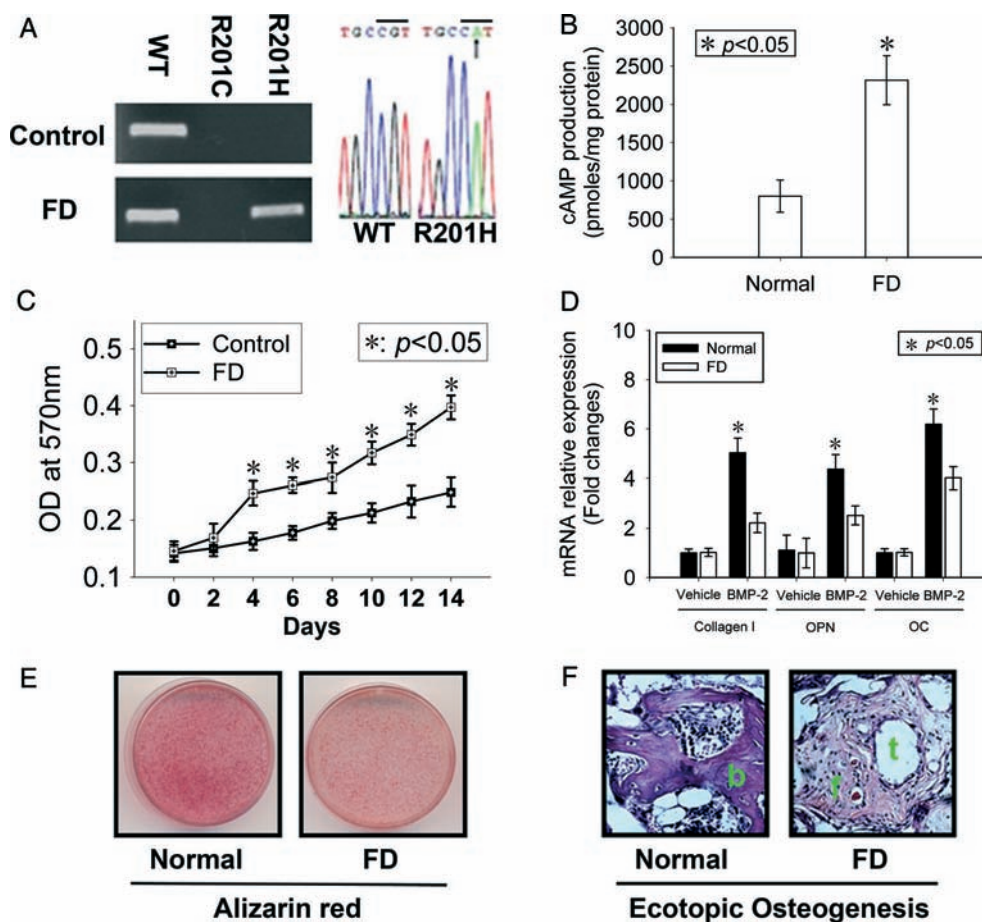 A
WT
R201C
R201H
Control
FD
TGCCGT TGCCAT
WT R201H
B
* p<0.05
*
cAMP production
(pmoles/mg protein)
3000
2500
2000
1500
1000
500
0
Normal FD
C
Control
FD
*: p<0.05
OD at 570nm
0.5
0.4
0.3
0.2
0.1
* * * * * *
0 2 4 6 8 10 12 14
Days
D
Normal
FD
* p<0.05
mRNA relative expression
(Fold changes)
10
8
6
4
2
0
* * *
Vehicle BMP-2 Vehicle BMP-2 Vehicle BMP-2
Collagen I OPN OC
E
Normal FD
Alizarin red
F
b
t
f
Normal FD
Ectopic Osteogenesis